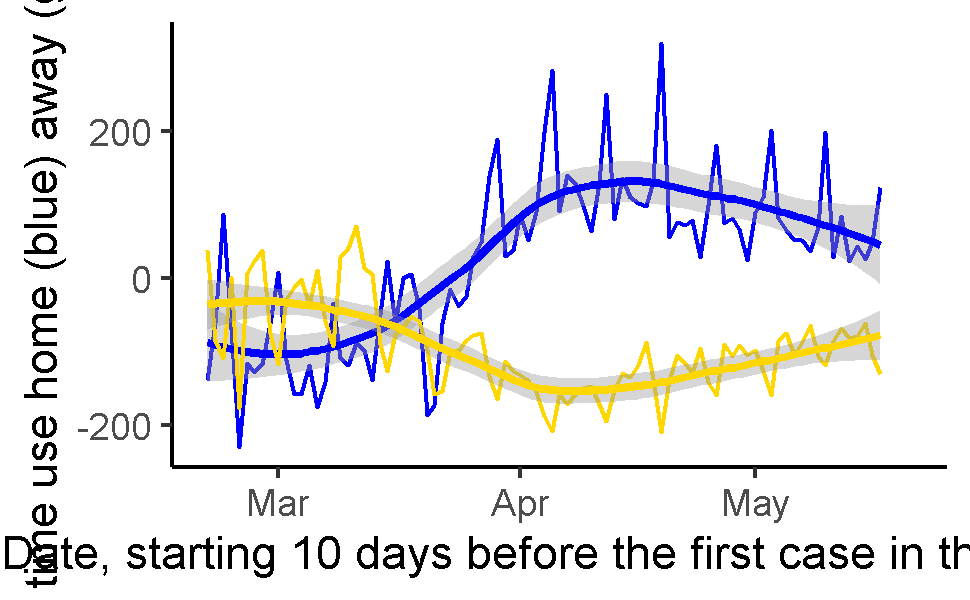 time use home (blue) away (
200
0
-200
Mar Apr May
Date, starting 10 days before the first case in th